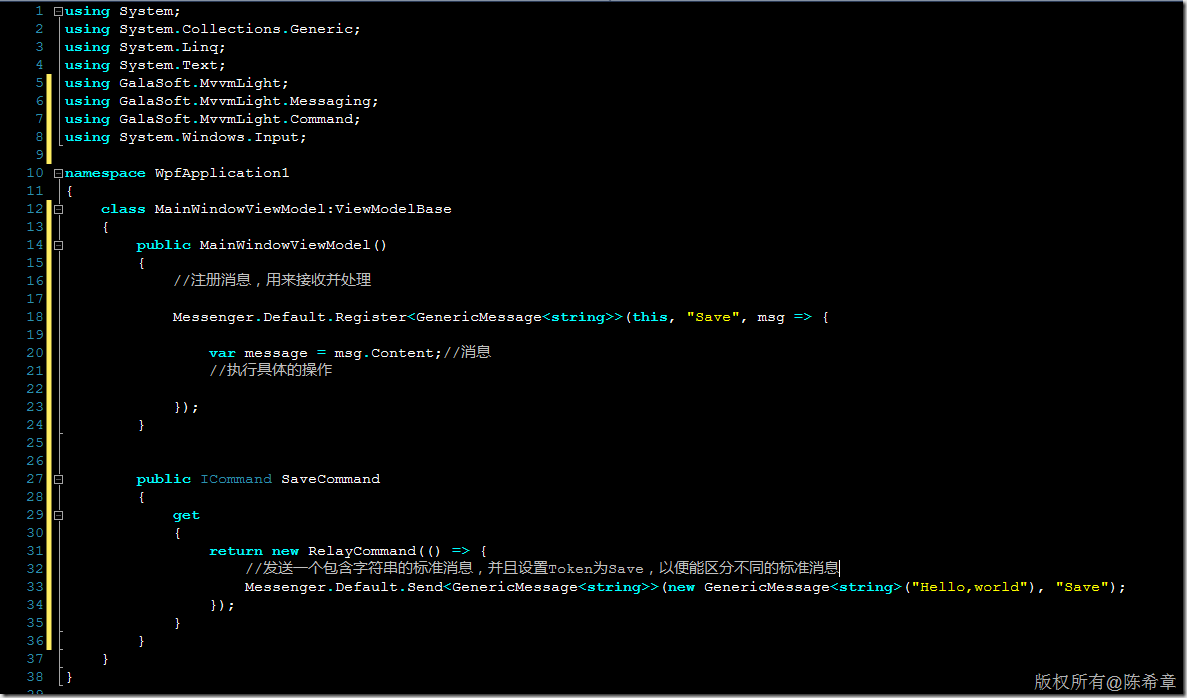 1 using System;
2 using System.Collections.Generic;
3 using System.Linq;
4 using System.Text;
5 using GalaSoft.MvvmLight;
6 using GalaSoft.MvvmLight.Messaging;
7 using GalaSoft.MvvmLight.Command;
8 using System.Windows.Input;
9
10 namespace WpfApplication1
11 {
12     class MainWindowViewModel:ViewModelBase
13     {
14         public MainWindowViewModel()
15         {
16             //注册消息，用来接收并处理
17
18             Messenger.Default.Register<GenericMessage<string>>(this, "Save", msg => {
19
20                 var message = msg.Content;//消息
21                 //执行具体的操作
22
23             });
24         }
25
26
27         public ICommand SaveCommand
28         {
29             get
30             {
31                 return new RelayCommand(() => {
32                     //发送一个包含字符串的标准消息，并且设置Token为Save，以便能区分不同的标准消息
33                     Messenger.Default.Send<GenericMessage<string>>(new GenericMessage<string>("Hello,world"), "Save");
34                 });
35             }
36         }
37     }
38 }
版权所有@陈希章